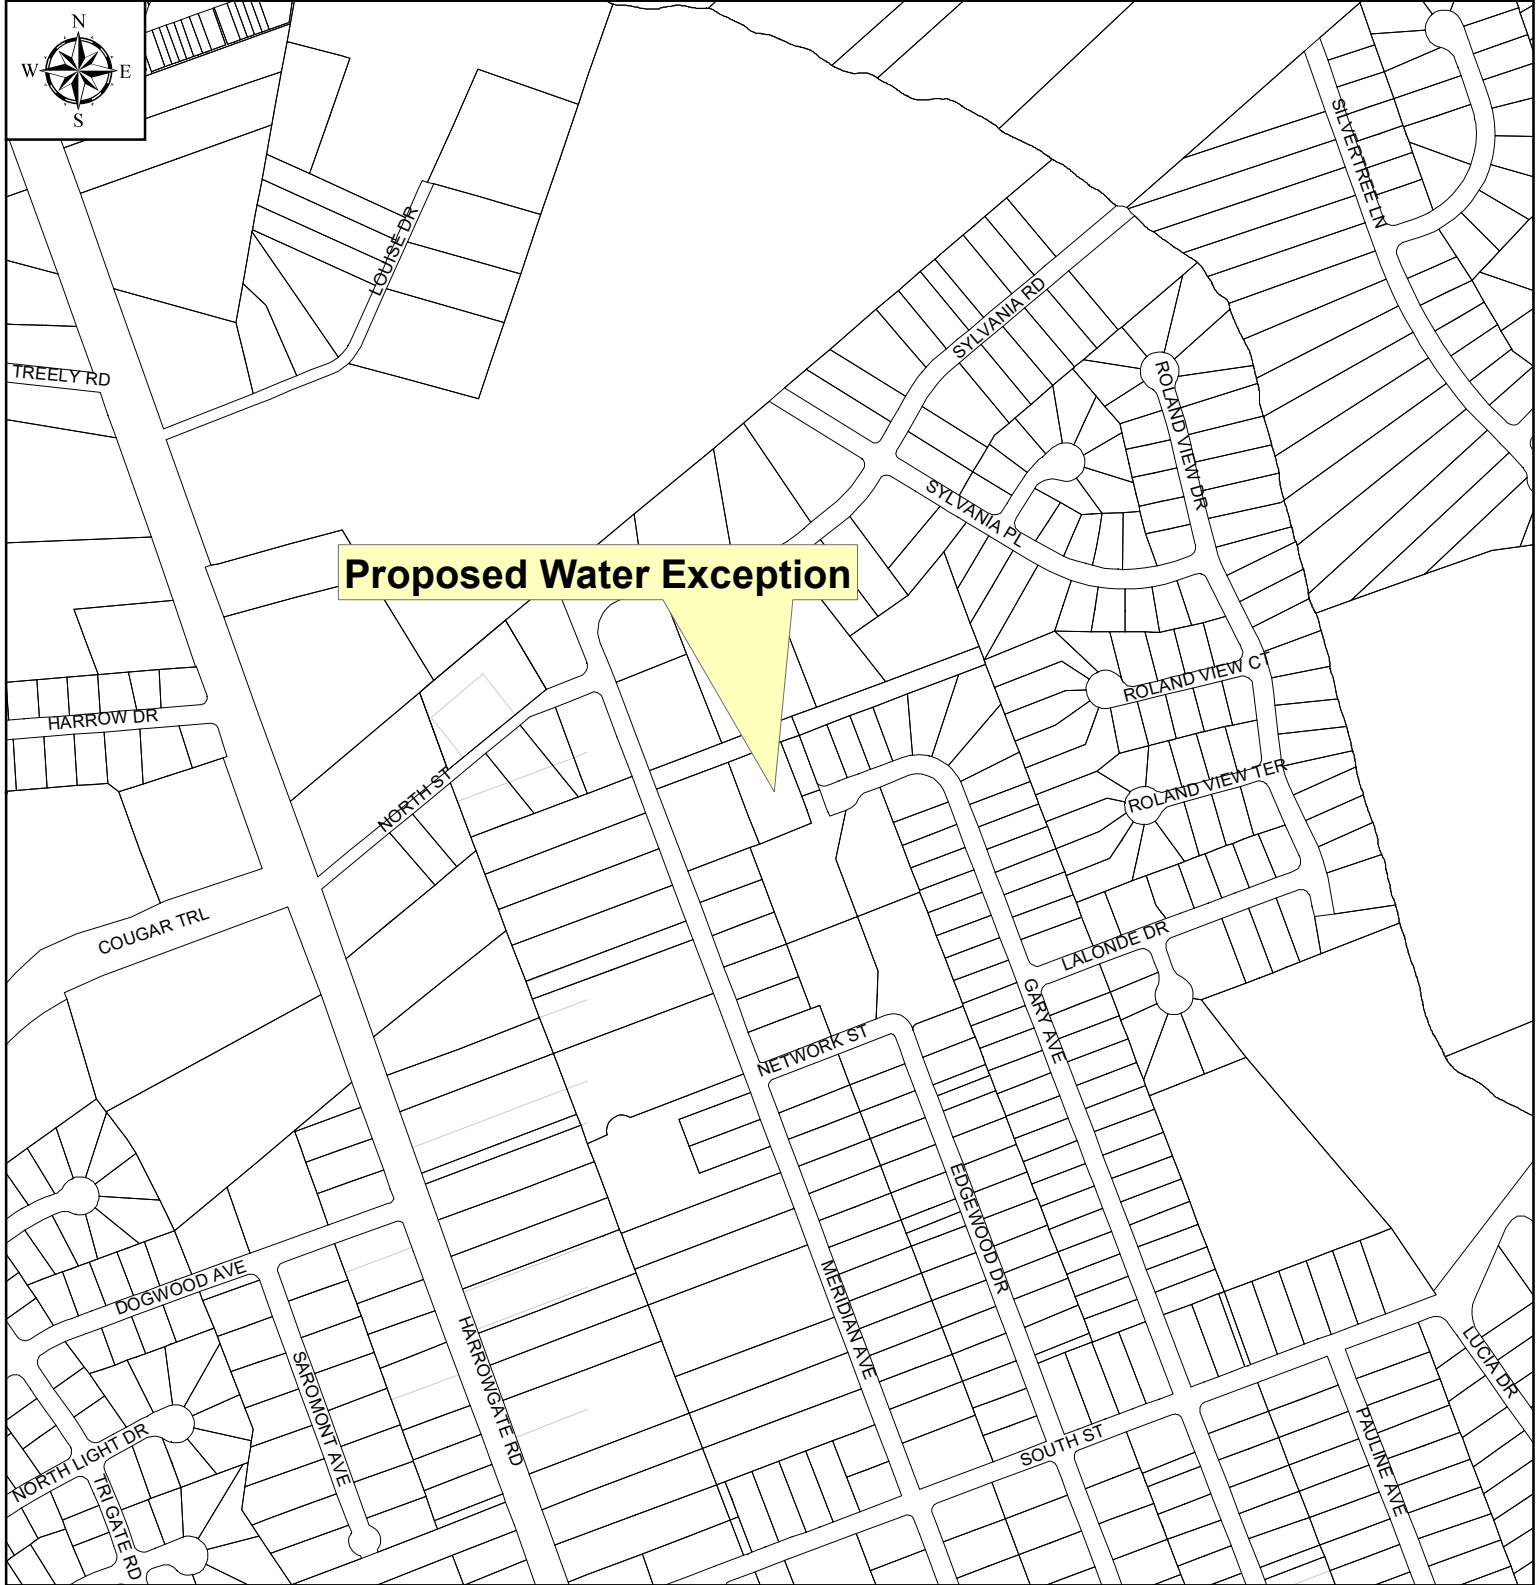 N
W E
S
SILVERTREE LN
LOUISE DR
SYLVANIA RD
TREELY RD
ROLAND VIEW DR
SYLVANIA PL
Proposed Water Exception
ROLAND VIEW CT
HARROW DR
NORTH ST
ROLAND VIEW TER
COUGAR TRL
LALONDE DR
GARY AVE
NETWORK ST
EDGEWOOD DR
DOGWOOD AVE
MERIDIAN AVE
HARROWGATE RD
SAROMONT AVE
LUCIA DR
SOUTH ST
PAULINE AVE
NORTH LIGHT DR
TRI GATE RD